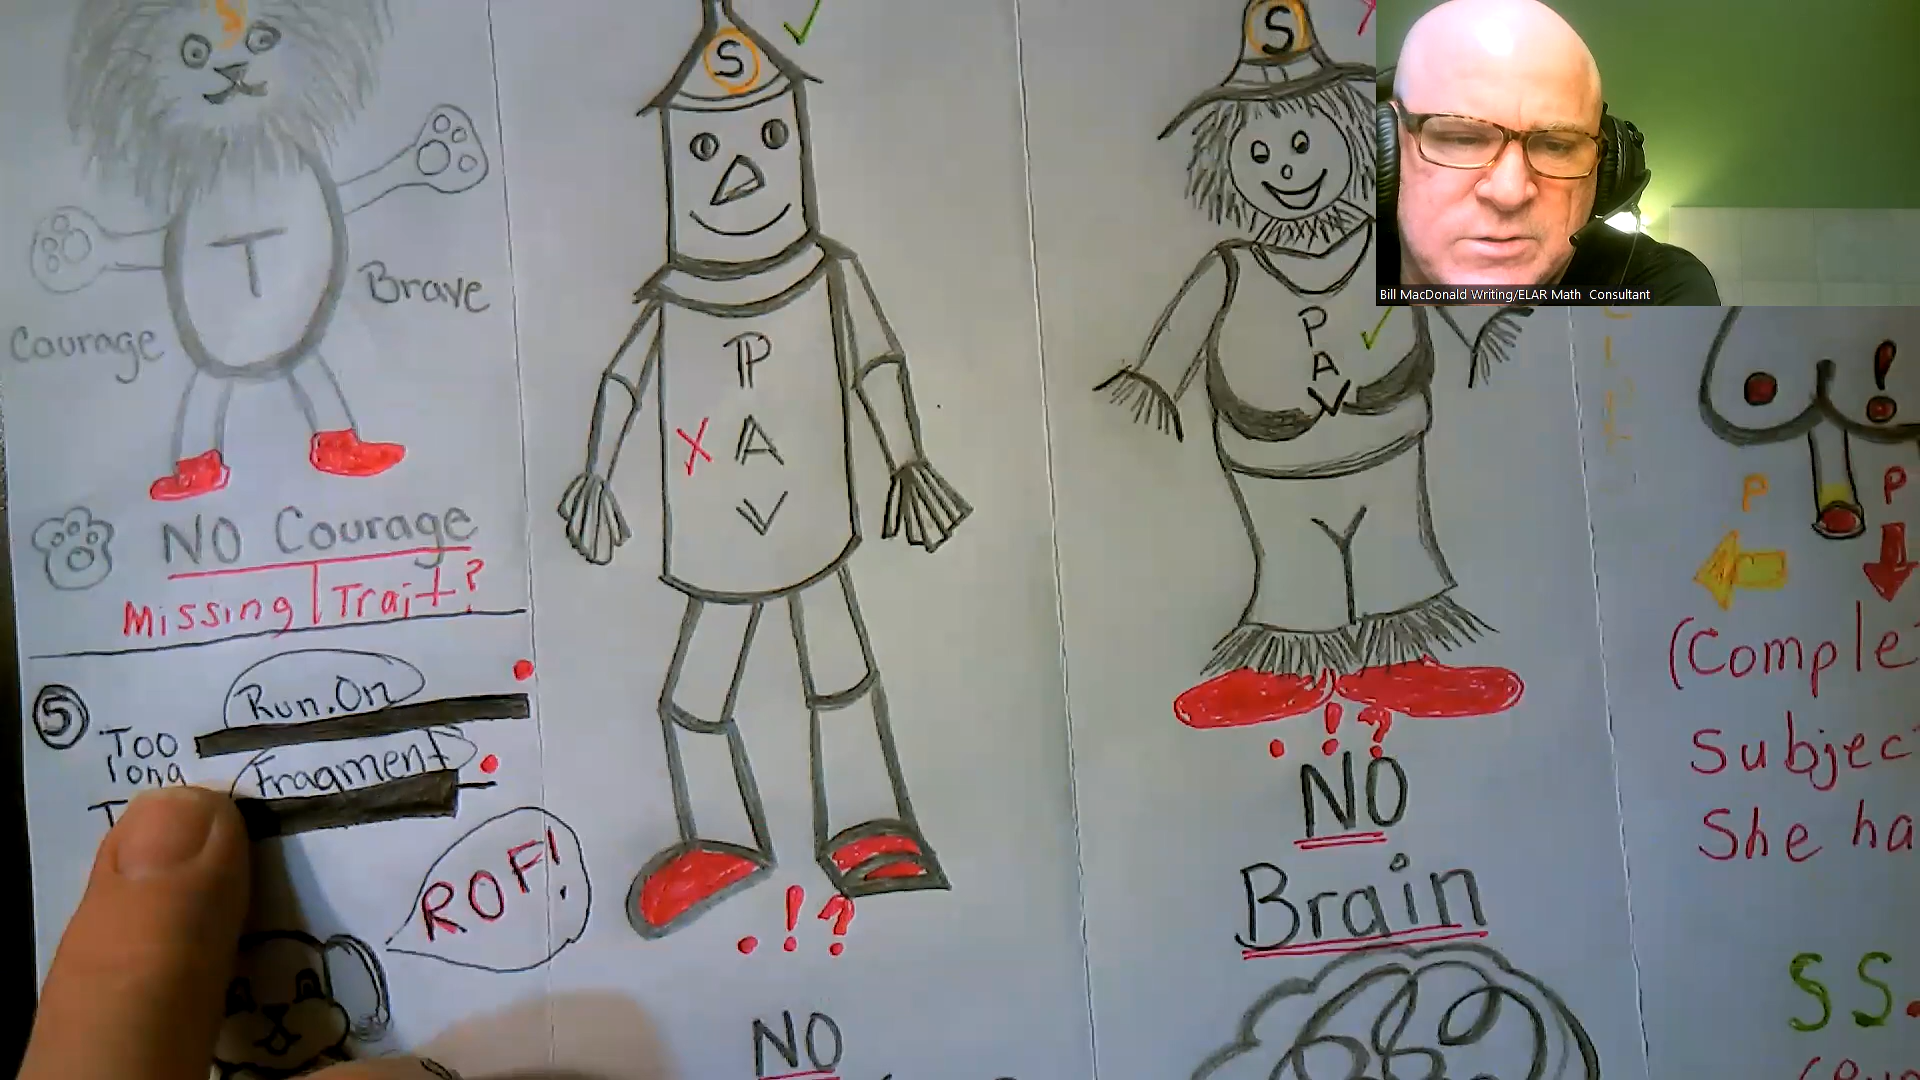 S
T
Courage
Brave
NO Courage
Missing Trait?
5
Run.On
Too
long
Fragment
ROF!
S
P
A
V
X
. ! ?
NO
S
P
A
V
. ! ?
NO
Brain
Bill MacDonald Writing/ELAR Math Consultant
!
P
P
(Comple
Subjec
She ha
SS.